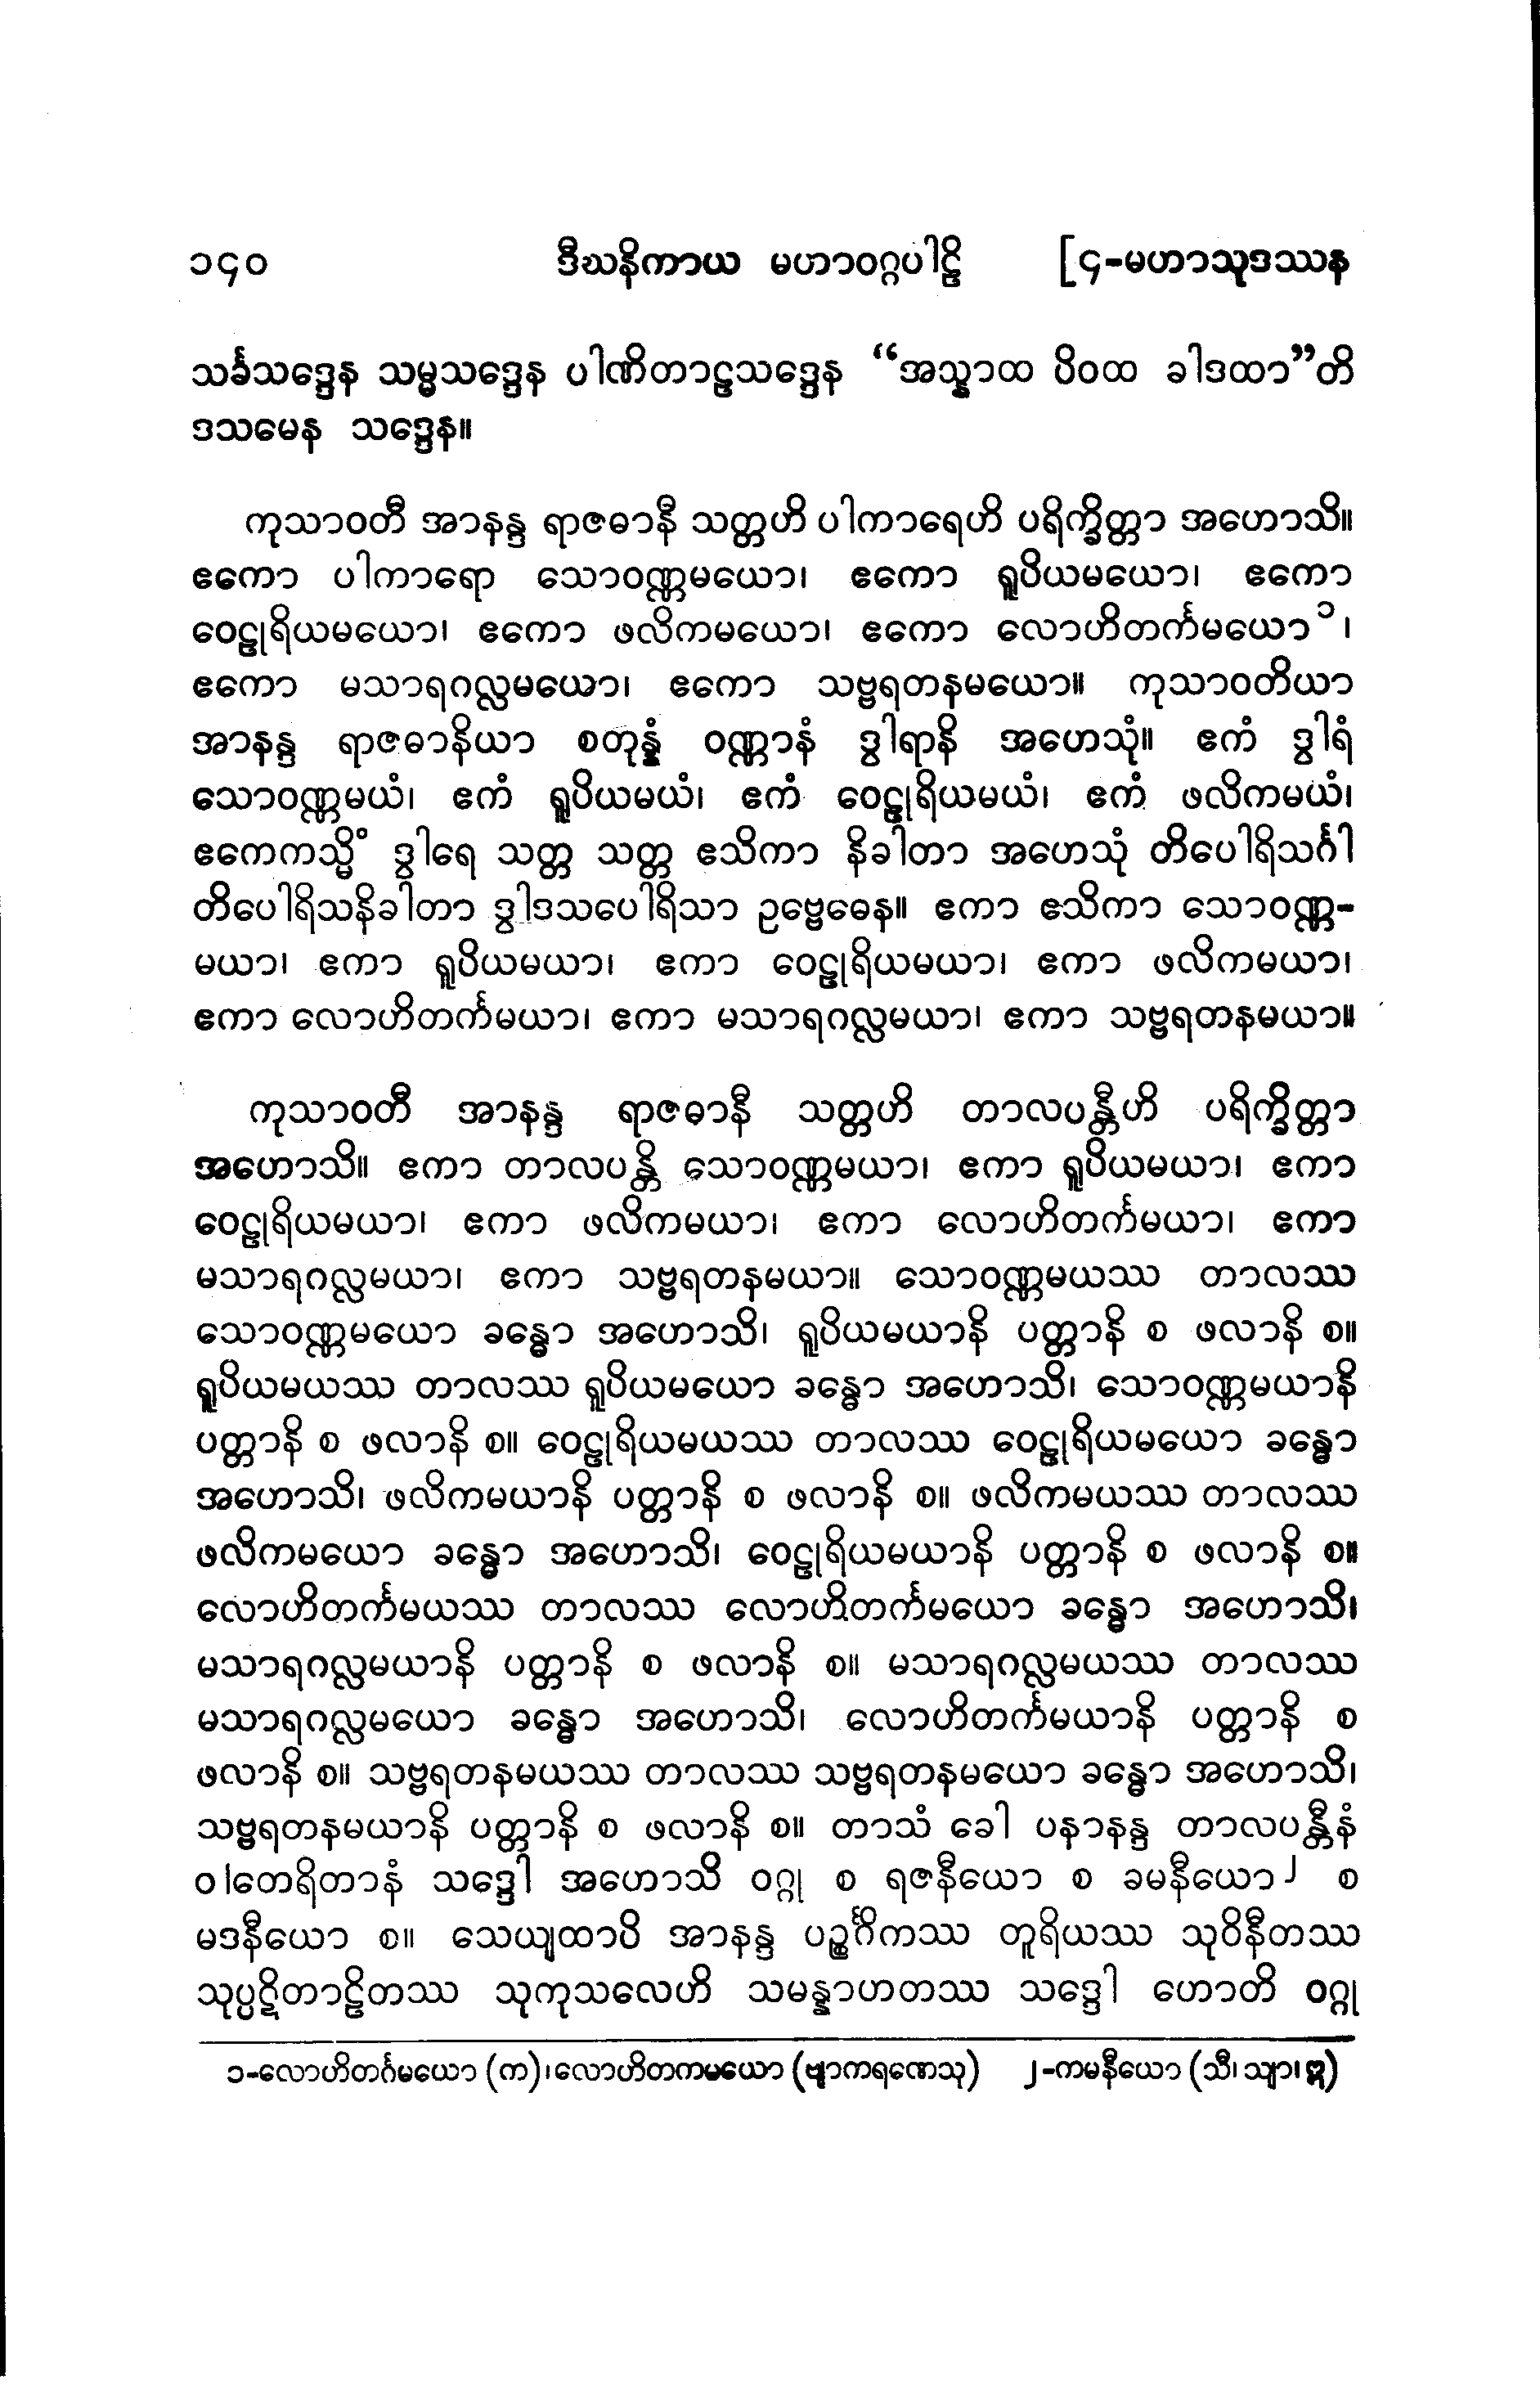 ၁၄၀ ဒီဃနိကာယ မဟာဝဂ္ဂပါဠိ [၄-မဟာသုဒဿန
သင်္ခသဒ္ဒေန သမ္မသဒ္ဒေန ပါဏိတာဠသဒ္ဒေန “အသ္နာထ ပိဝထ ခါဒထာ”တိ
ဒသမေန သဒ္ဒေန။
ကုသာဝတီ အာနန္ဒ ရာဇဓာနီ သတ္တဟိ ပါကာရေဟိ ပရိက္ခိတ္တာ အဟောသိ။
ဧကော ပါကာရော သောဝဏ္ဏမယော၊ ဧကော ရူပိယမယော၊ ဧကော
ဝေဠုရိယမယော၊ ဧကော ဖလိကမယော၊ ဧကော လောဟိတင်္ကမယော၁၊
ဧကော မသာရဂလ္လမယော၊ ဧကော သဗ္ဗရတနမယော။ ကုသာဝတိယာ
အာနန္ဒ ရာဇဓာနိယာ စတုန္နံ ဝဏ္ဏာနံ ဒွါရာနိ အဟေသုံ။ ဧကံ ဒွါရံ
သောဝဏ္ဏမယံ၊ ဧကံ ရူပိယမယံ၊ ဧကံ ဝေဠုရိယမယံ၊ ဧကံ ဖလိကမယံ၊
ဧကေကသ္မိံ ဒွါရေ သတ္တ သတ္တ ဧသိကာ နိခါတာ အဟေသုံ တိပေါရိသင်္ဂါ
တိပေါရိသနိခါတာ ဒွါဒသပေါရိသာ ဥဗ္ဗေဓေန။ ဧကာ ဧသိကာ သောဝဏ္ဏ-
မယာ၊ ဧကာ ရူပိယမယာ၊ ဧကာ ဝေဠုရိယမယာ၊ ဧကာ ဖလိကမယာ၊
ဧကာ လောဟိတင်္ကမယာ၊ ဧကာ မသာရဂလ္လမယာ၊ ဧကာ သဗ္ဗရတနမယာ။
ကုသာဝတီ အာနန္ဒ ရာဇဓာနီ သတ္တဟိ တာလပန္တီဟိ ပရိက္ခိတ္တာ
အဟောသိ။ ဧကာ တာလပန္တိ သောဝဏ္ဏမယာ၊ ဧကာ ရူပိယမယာ၊ ဧကာ
ဝေဠုရိယမယာ၊ ဧကာ ဖလိကမယာ၊ ဧကာ လောဟိတင်္ကမယာ၊ ဧကာ
မသာရဂလ္လမယာ၊ ဧကာ သဗ္ဗရတနမယာ။ သောဝဏ္ဏမယဿ တာလဿ
သောဝဏ္ဏမယော ခန္ဓော အဟောသိ၊ ရူပိယမယာနိ ပတ္တာနိ စ ဖလာနိ စ။
ရူပိယမယဿ တာလဿ ရူပိယမယော ခန္ဓော အဟောသိ၊ သောဝဏ္ဏမယာနိ
ပတ္တာနိ စ ဖလာနိ စ။ ဝေဠုရိယမယဿ တာလဿ ဝေဠုရိယမယော ခန္ဓော
အဟောသိ၊ ဖလိကမယာနိ ပတ္တာနိ စ ဖလာနိ စ။ ဖလိကမယဿ တာလဿ
ဖလိကမယော ခန္ဓော အဟောသိ၊ ဝေဠုရိယမယာနိ ပတ္တာနိ စ ဖလာနိ စ။
လောဟိတင်္ကမယဿ တာလဿ လောဟိတင်္ကမယော ခန္ဓော အဟောသိ၊
မသာရဂလ္လမယာနိ ပတ္တာနိ စ ဖလာနိ စ။ မသာရဂလ္လမယဿ တာလဿ
မသာရဂလ္လမယော ခန္ဓော အဟောသိ၊ လောဟိတင်္ကမယာနိ ပတ္တာနိ စ
ဖလာနိ စ။ သဗ္ဗရတနမယဿ တာလဿ သဗ္ဗရတနမယော ခန္ဓော အဟောသိ၊
သဗ္ဗရတနမယာနိ ပတ္တာနိ စ ဖလာနိ စ။ တာသံ ခေါ ပနာနန္ဒ တာလပန္တီနံ
ဝါတေရိတာနံ သဒ္ဒေါ အဟောသိ ဝဂ္ဂု စ ရဇနီယော စ ခမနီယော၂ စ
မဒနီယော စ။ သေယျထာပိ အာနန္ဒ ပဉ္စင်္ဂိကဿ တူရိယဿ သုဝိနီတဿ
သုပ္ပဋိတာဠိတဿ သုကုသလေဟိ သမန္နာဟတဿ သဒ္ဒေါ ဟောတိ ဝဂ္ဂု
၁-လောဟိတင်္ဂမယော (က)၊ လောဟိတကမယော (ဗျာကရဏေသု) ၂-ကမနီယော (သီ၊ သျာ၊ ဣ)